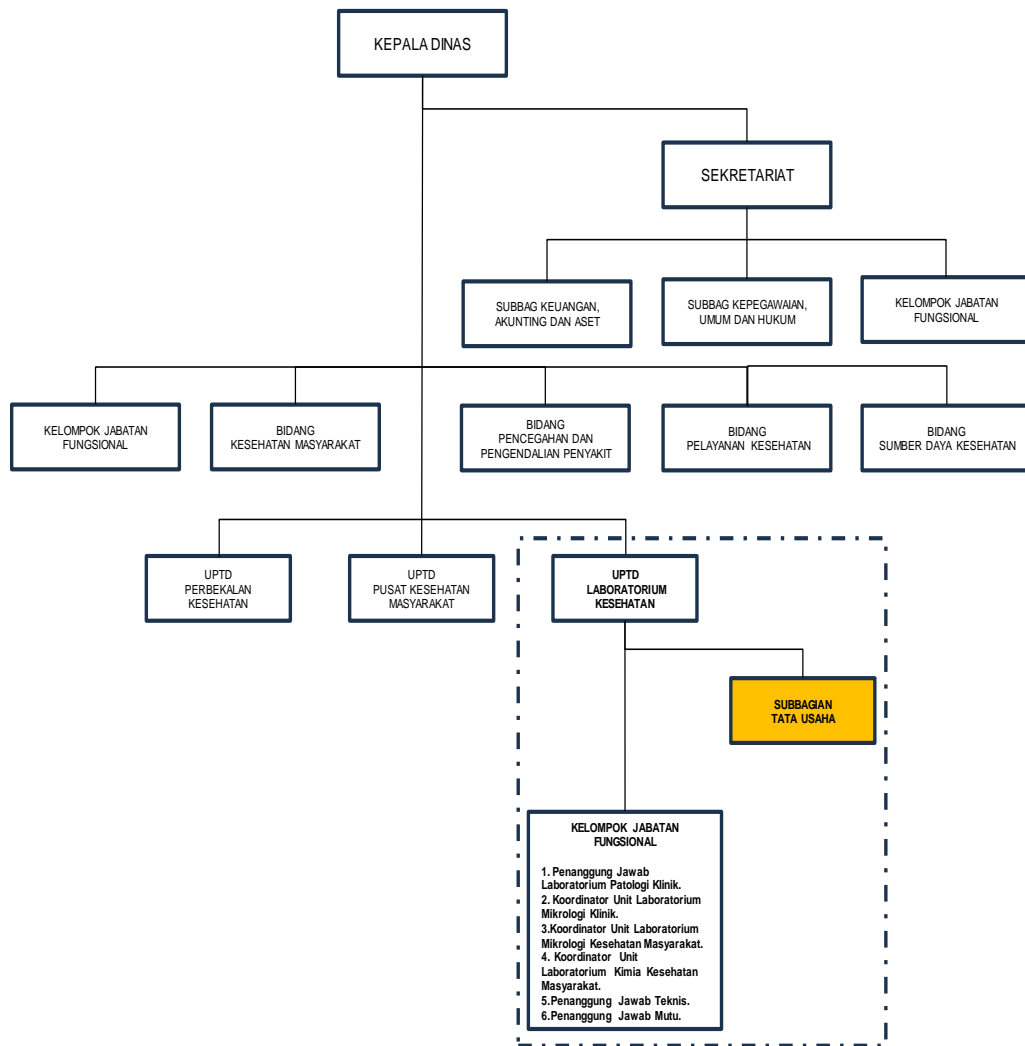 KEPALA DINAS
SEKRETARIAT
SUBBAG KEUANGAN,
AKUNTING DAN ASET
SUBBAG KEPEGAWAIAN,
UMUM DAN HUKUM
KELOMPOK JABATAN
FUNGSIONAL
KELOMPOK JABATAN
FUNGSIONAL
BIDANG
KESEHATAN MASYARAKAT
BIDANG
PENCEGAHAN DAN
PENGENDALIAN PENYAKIT
BIDANG
PELAYANAN KESEHATAN
BIDANG
SUMBER DAYA KESEHATAN
UPTD
PERBEKALAN
KESEHATAN
UPTD
PUSAT KESEHATAN
MASYARAKAT
UPTD
LABORATORIUM
KESEHATAN
SUBBAGIAN
TATA USAHA
KELOMPOK JABATAN
FUNGSIONAL
1. Penanggung Jawab
Laboratorium Patologi Klinik.
2. Koordinator Unit Laboratorium
Mikrologi Klinik.
3.Koordinator Unit Laboratorium
Mikrologi Kesehatan Masyarakat.
4. Koordinator Unit
Laboratorium Kimia Kesehatan
Masyarakat.
5.Penanggung Jawab Teknis.
6.Penanggung Jawab Mutu.